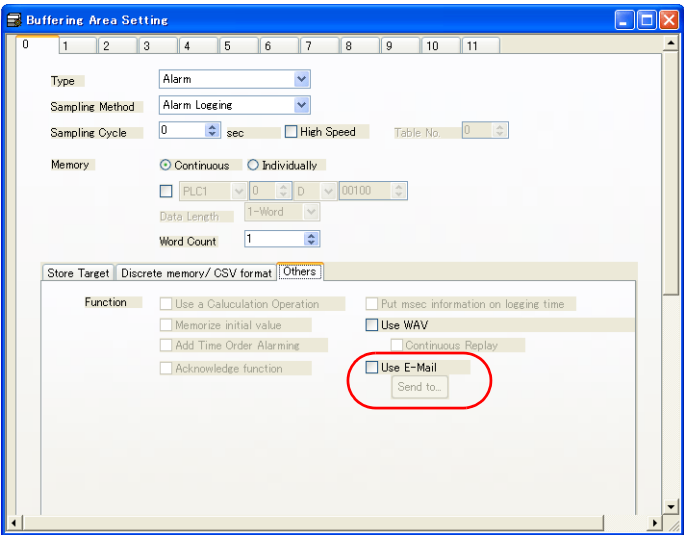 Buffering Area Setting
0 1 2 3 4 5 6 7 8 9 10 11
Type Alarm
Sampling Method Alarm Logging
Sampling Cycle 0 sec High Speed Table No. 0
Memory Continuous Individually
PLC1 0 D 00100
Data Length 1-Word
Word Count 1
Store Target Discrete memory/ CSV format Others
Function Use a Caluculation Operation Put msec information on logging time
Memorize initial value Use WAV
Add Time Order Alarming Continuous Replay
Acknowledge function Use E-Mail
Send to...